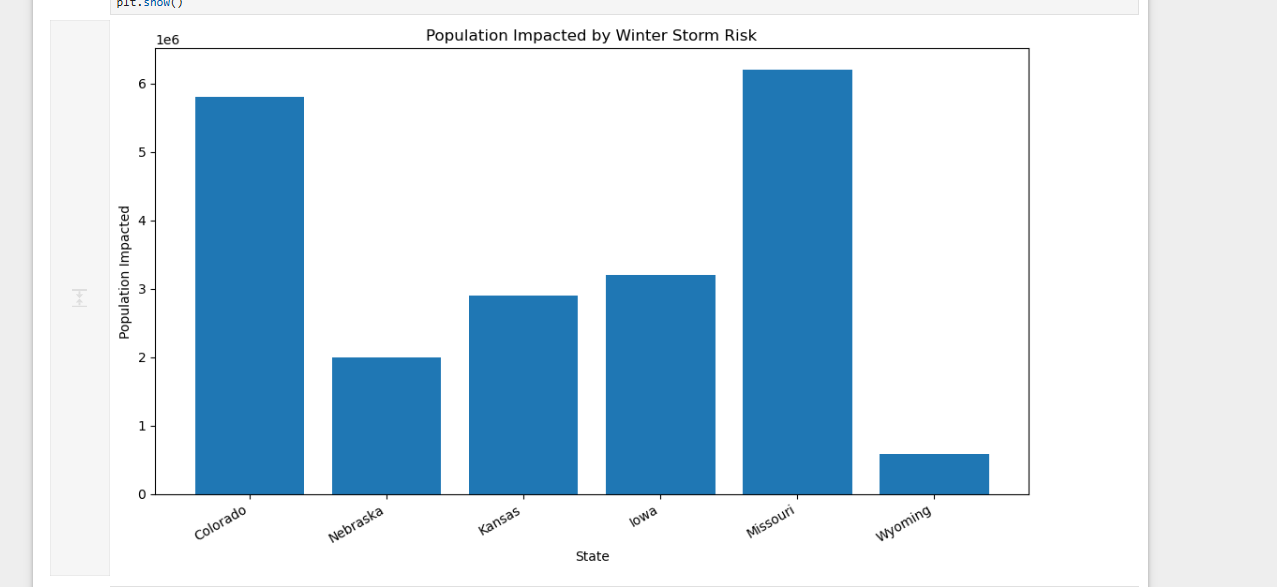 plt.show()
Population Impacted by Winter Storm Risk
1e6
6
5
4
3
2
1
0
Population Impacted
Colorado
Nebraska
Kansas
Iowa
Missouri
Wyoming
State